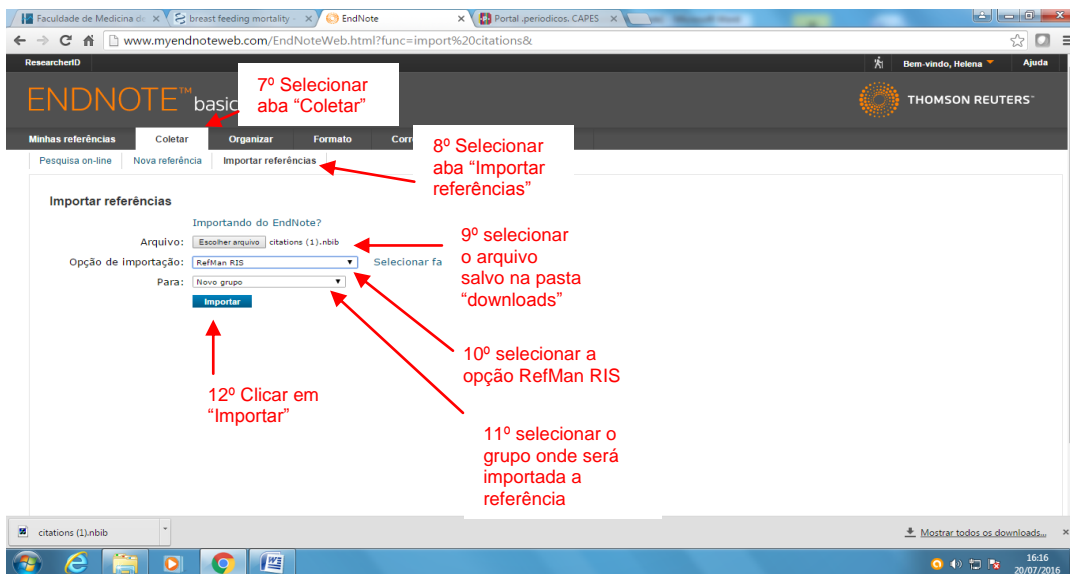 Faculdade de Medicina d
breast feeding mortality -
EndNote
Portal .periodicos. CAPES
www.myendnoteweb.com/EndNoteWeb.html?func=import%20citations&
ResearcherID
Bem-vindo, Helena
Ajuda
ENDNOTE™ basic
THOMSON REUTERS™
7º Selecionar
aba “Coletar”
Minhas referências
Coletar
Organizar
Formato
Corre
Pesquisa on-line
Nova referência
Importar referências
8º Selecionar
aba “Importar
referências”
Importar referências
Importando do EndNote?
Arquivo: Escolher arquivo citations (1).nbib
Opção de importação: RefMan RIS Selecionar fa
Para: Novo grupo
Importar
9º selecionar
o arquivo
salvo na pasta
“downloads”
10º selecionar a
opção RefMan RIS
12º Clicar em
“Importar”
11º selecionar o
grupo onde será
importada a
referência
citations (1).nbib
Mostrar todos os downloads...
16:16
20/07/2016